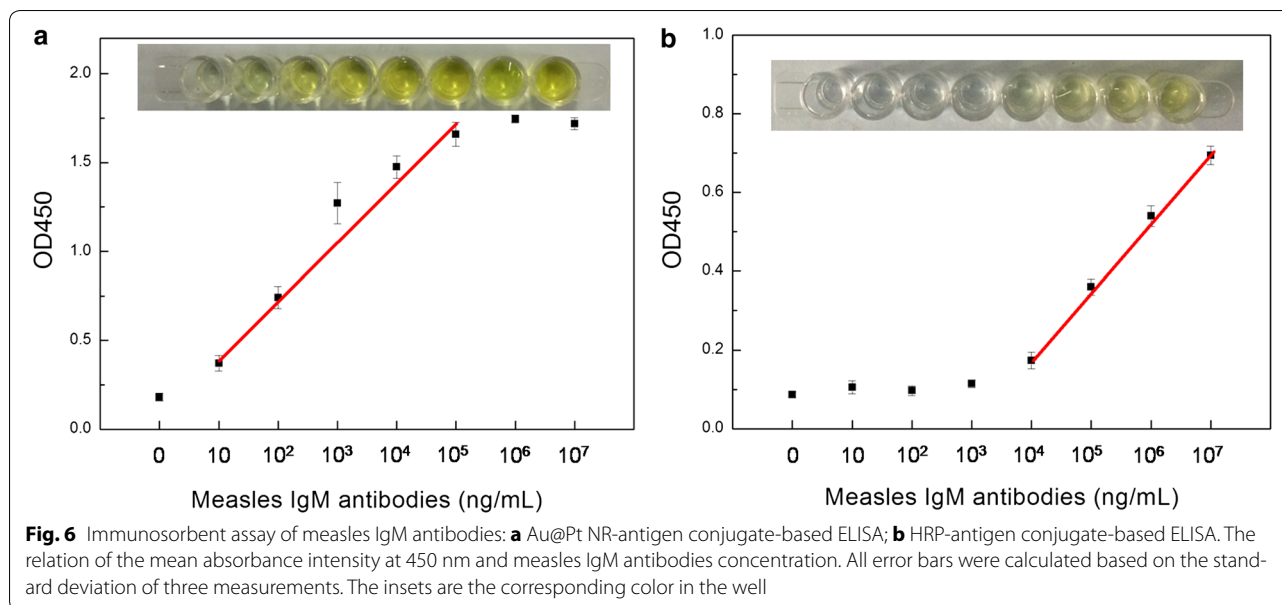 a
2.0
1.5
1.0
0.5
0.0
OD450
0 10 10² 10³ 10⁴ 10⁵ 10⁶ 10⁷
Measles IgM antibodies (ng/mL)
b
1.0
0.8
0.6
0.4
0.2
0.0
OD450
0 10 10² 10³ 10⁴ 10⁵ 10⁶ 10⁷
Measles IgM antibodies (ng/mL)
Fig. 6 Immunosorbent assay of measles IgM antibodies: a Au@Pt NR-antigen conjugate-based ELISA; b HRP-antigen conjugate-based ELISA. The
relation of the mean absorbance intensity at 450 nm and measles IgM antibodies concentration. All error bars were calculated based on the stand-
ard deviation of three measurements. The insets are the corresponding color in the well